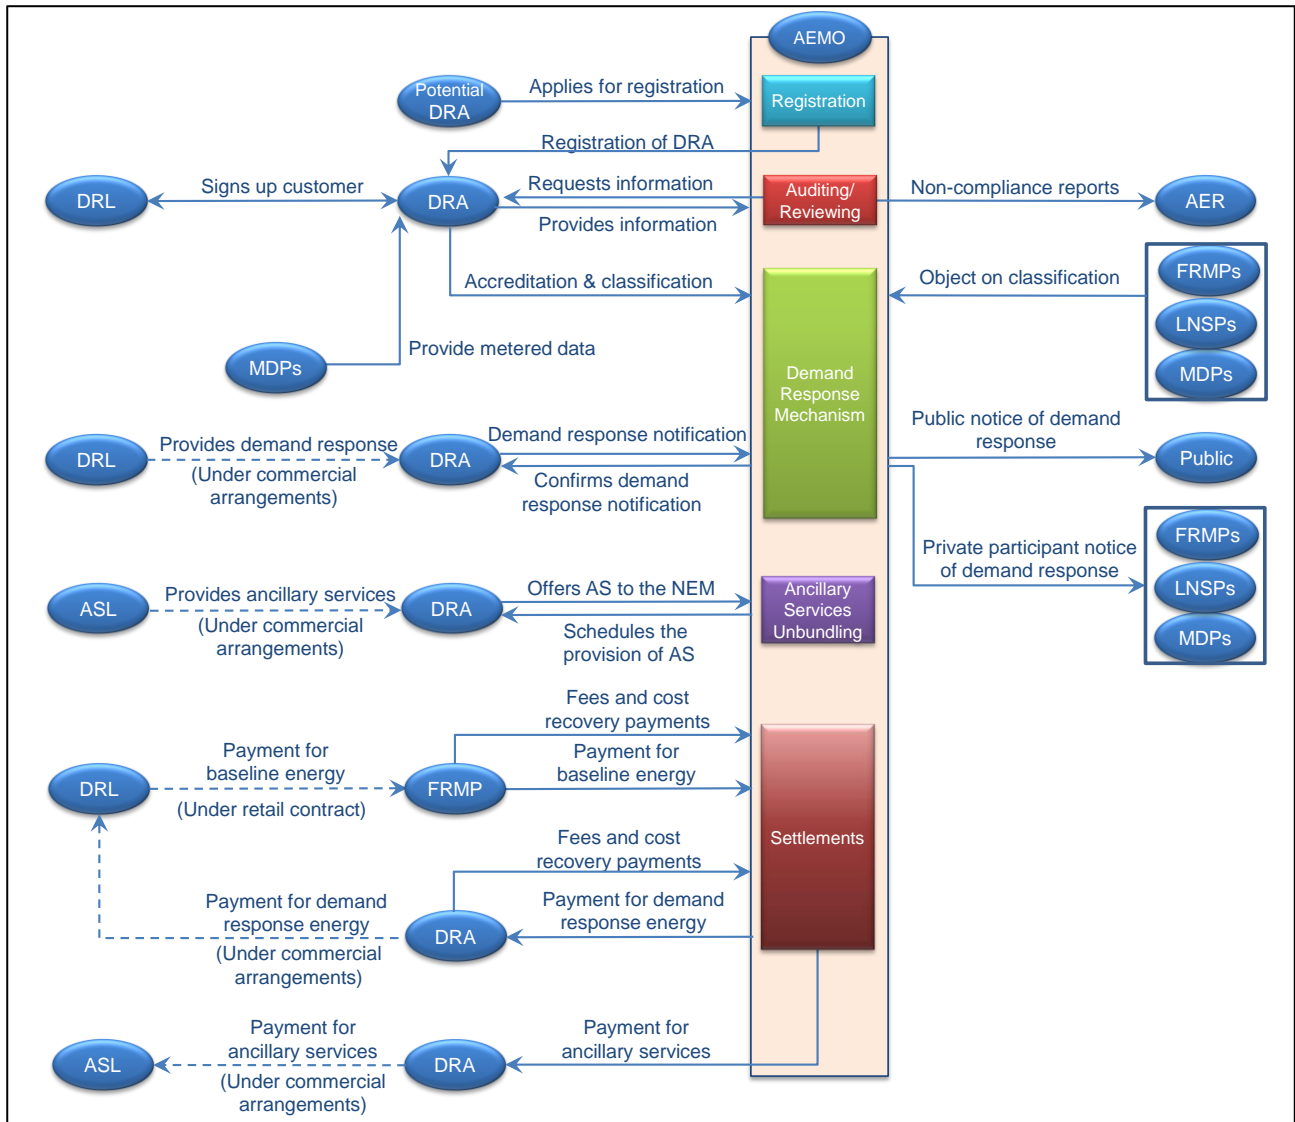 AEMO
Potential
DRA
Applies for registration
Registration
Registration of DRA
DRL
Signs up customer
DRA
Requests information
Provides information
Auditing/
Reviewing
Non-compliance reports
AER
Accreditation & classification
Object on classification
FRMPs
LNSPs
MDPs
MDPs
Provide metered data
Demand
Response
Mechanism
DRL
Provides demand response
(Under commercial
arrangements)
DRA
Demand response notification
Confirms demand
response notification
Public notice of demand
response
Public
Private participant notice
of demand response
FRMPs
LNSPs
MDPs
ASL
Provides ancillary services
(Under commercial
arrangements)
DRA
Offers AS to the NEM
Schedules the
provision of AS
Ancillary
Services
Unbundling
Fees and cost
recovery payments
DRL
Payment for
baseline energy
(Under retail contract)
FRMP
Payment for
baseline energy
Settlements
Fees and cost
recovery payments
Payment for demand
response energy
(Under commercial
arrangements)
DRA
Payment for demand
response energy
ASL
Payment for
ancillary services
(Under commercial
arrangements)
DRA
Payment for
ancillary services